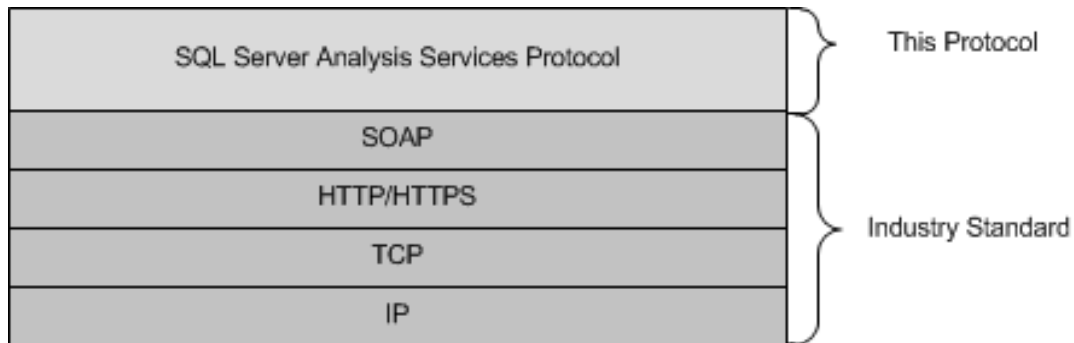 SQL Server Analysis Services Protocol
This Protocol
SOAP
HTTP/HTTPS
TCP
IP
Industry Standard